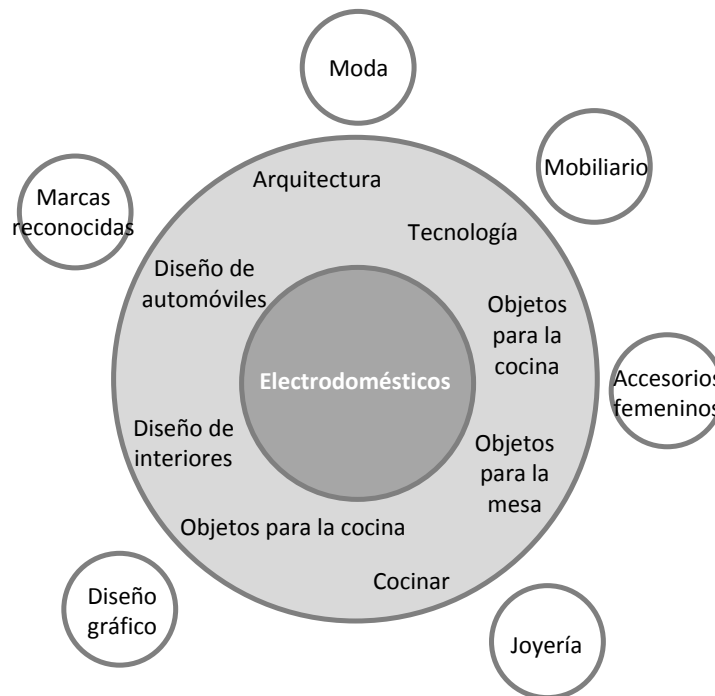 Moda
Mobiliario
Marcas
reconocidas
Arquitectura
Tecnología
Diseño de
automóviles
Objetos
para la
cocina
Electrodomésticos
Accesorios
femeninos
Diseño de
interiores
Objetos
para la
mesa
Objetos para la cocina
Cocinar
Diseño
gráfico
Joyería